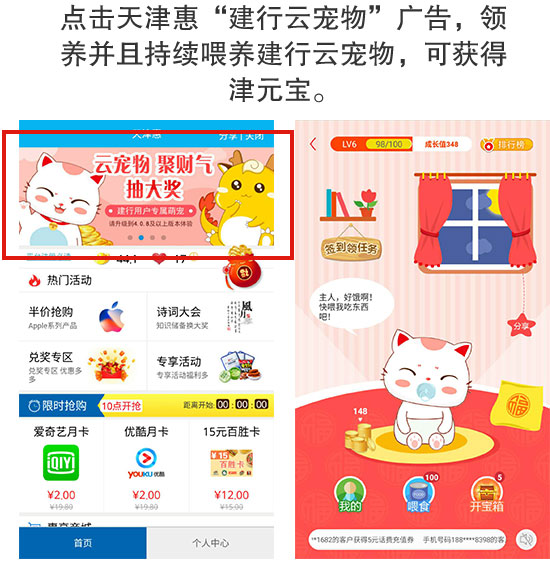 点击天津惠“建行云宠物”广告，领
养并且持续喂养建行云宠物，可获得
津元宝。
天津惠
分享 | 关闭
云宠物 聚财气
抽大奖
建行用户专属萌宠
请升级到4.0.8及以上版本体验
热门活动
半价抢购
Apple系列产品
诗词大会
知识储备换大奖
兑奖专区
兑奖专区 优惠多
多
专享活动
专享活动福利多
限时抢购
10点开抢
距离开始: 00 : 00 : 00
爱奇艺月卡
优酷月卡
15元百胜卡
iQIYI
YOUKU 优酷
¥15
百胜卡
¥2.00
¥2.00
¥12.00
¥19.80
¥19.80
¥15.00
首页
个人中心
LV6
98/100
成长值348
排行榜
签到领任务
主人，好饿啊！
快喂我吃东西
吧！
分享
福
148
100
5
我的
喂食
开宝箱
**1682的客户获得5元话费充值券
手机号码188****8398的客